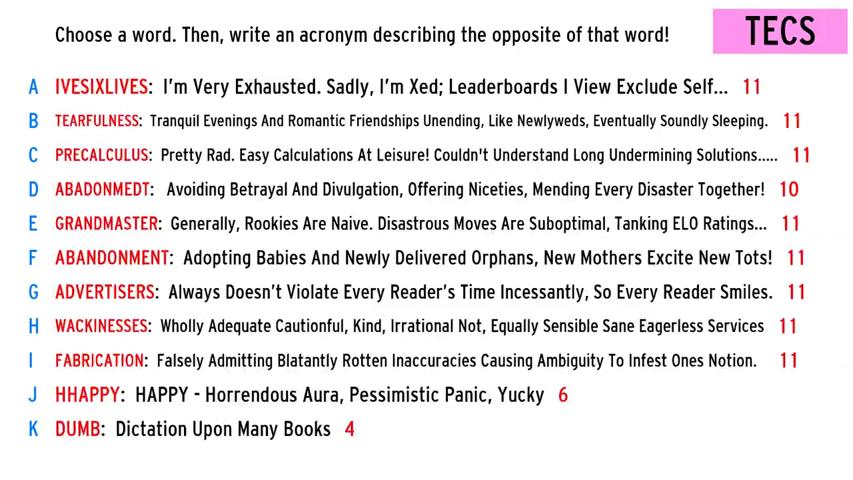 Choose a word. Then, write an acronym describing the opposite of that word!
TECS
A IVESIXLIVES: I'm Very Exhausted. Sadly, I'm Xed; Leaderboards I View Exclude Self... 11
B TEARFULNESS: Tranquil Evenings And Romantic Friendships Unending, Like Newlyweds, Eventually Soundly Sleeping. 11
C PRECALCULUS: Pretty Rad. Easy Calculations At Leisure! Couldn't Understand Long Undermining Solutions..... 11
D ABADONMEDT: Avoiding Betrayal And Divulgation, Offering Niceties, Mending Every Disaster Together! 10
E GRANDMASTER: Generally, Rookies Are Naive. Disastrous Moves Are Suboptimal, Tanking ELO Ratings... 11
F ABANDONMENT: Adopting Babies And Newly Delivered Orphans, New Mothers Excite New Tots! 11
G ADVERTISERS: Always Doesn't Violate Every Reader's Time Incessantly, So Every Reader Smiles. 11
H WACKINESSES: Wholly Adequate Cautionful, Kind, Irrational Not, Equally Sensible Sane Eagerless Services 11
I FABRICATION: Falsely Admitting Blatantly Rotten Inaccuracies Causing Ambiguity To Infest Ones Notion. 11
J HHAPPY: HAPPY - Horrendous Aura, Pessimistic Panic, Yucky 6
K DUMB: Dictation Upon Many Books 4